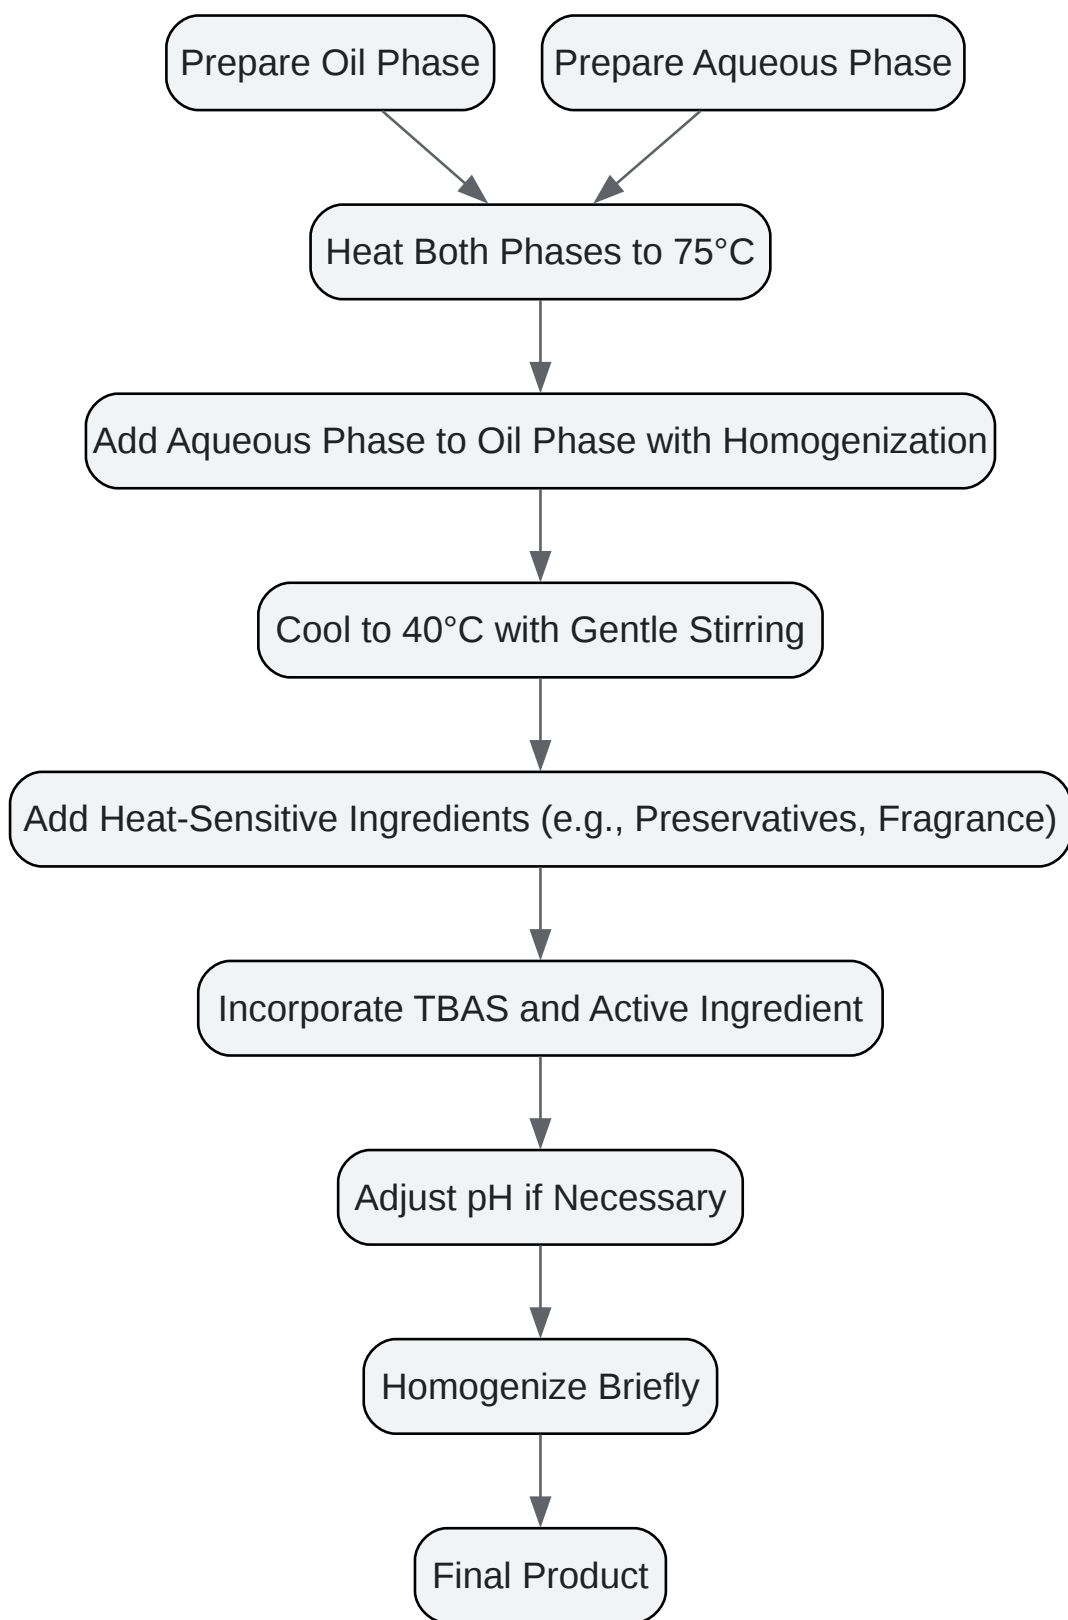 Prepare Oil Phase
Prepare Aqueous Phase
Heat Both Phases to 75°C
Add Aqueous Phase to Oil Phase with Homogenization
Cool to 40°C with Gentle Stirring
Add Heat-Sensitive Ingredients (e.g., Preservatives, Fragrance)
Incorporate TBAS and Active Ingredient
Adjust pH if Necessary
Homogenize Briefly
Final Product